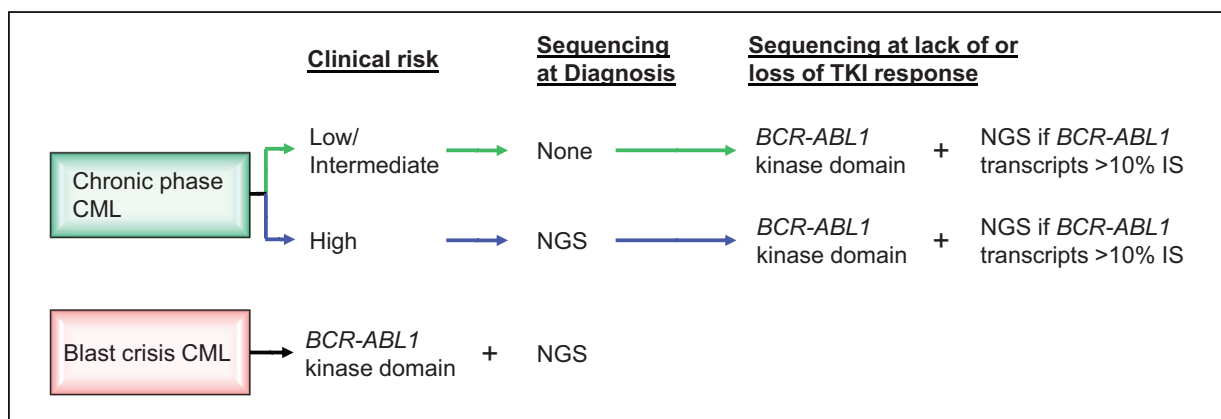 Clinical risk
Sequencing
at Diagnosis
Sequencing at lack of or
loss of TKI response
Chronic phase
CML
Low/
Intermediate
None
BCR-ABL1
kinase domain
+
NGS if BCR-ABL1
transcripts >10% IS
High
NGS
BCR-ABL1
kinase domain
+
NGS if BCR-ABL1
transcripts >10% IS
Blast crisis CML
BCR-ABL1
kinase domain
+
NGS